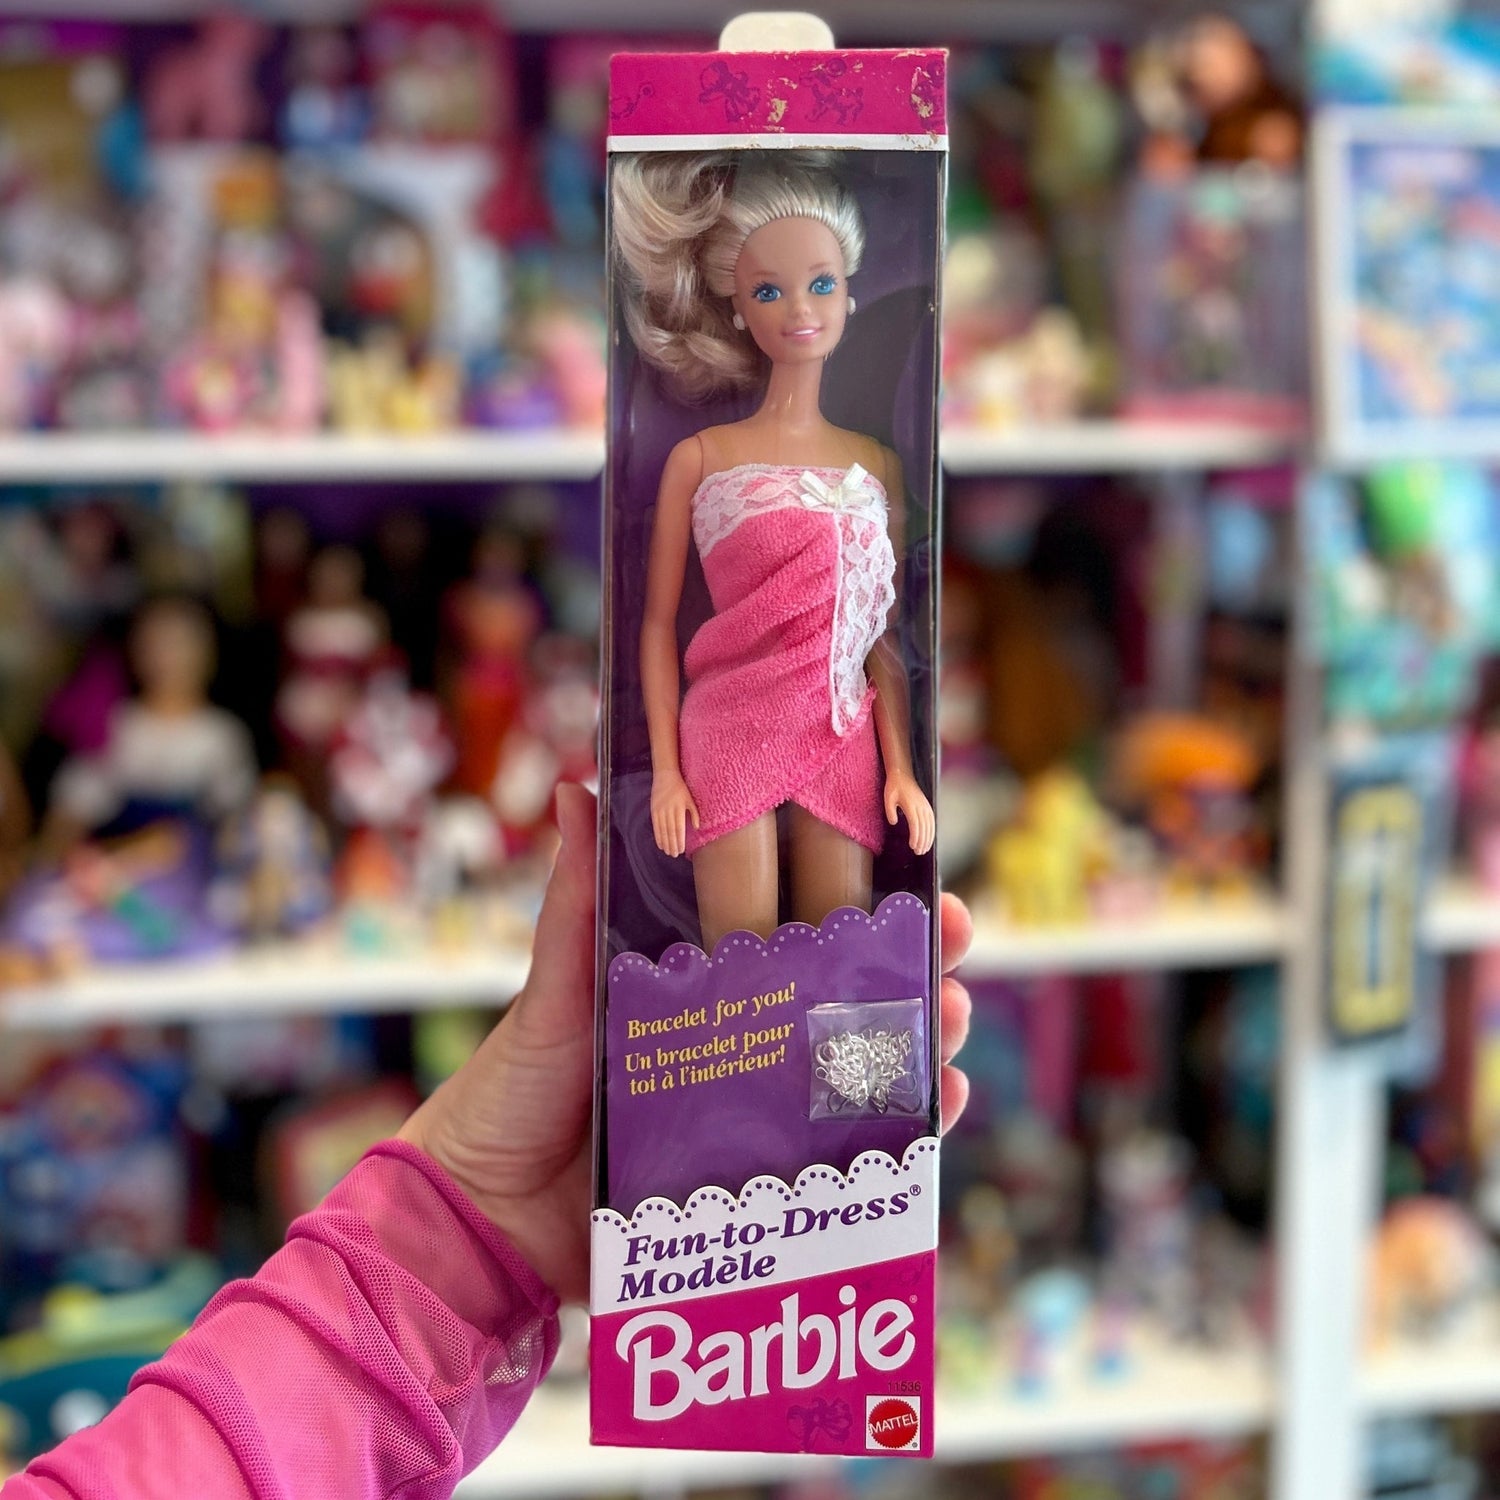 Bracelet for you!
Un bracelet pour
toi à l'intérieur!
Fun-to-Dress®
Modèle
Barbie®
11536
MATTEL®